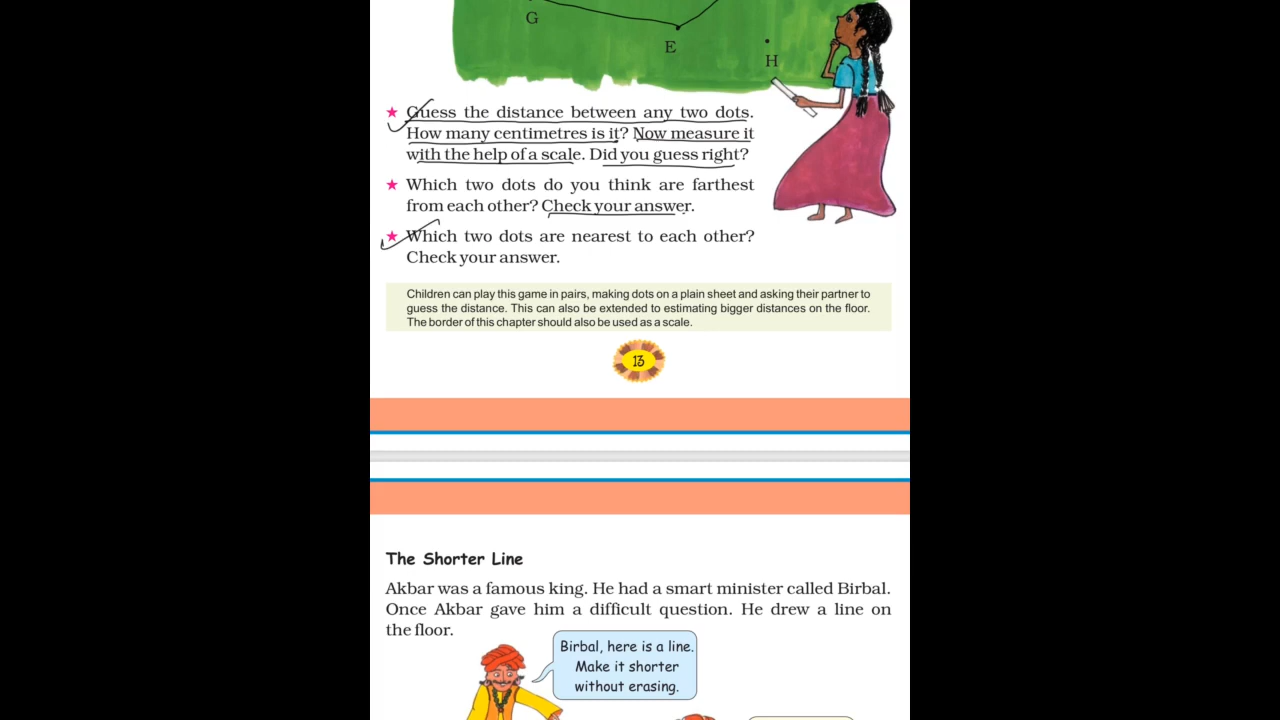 G
E
H
★ Guess the distance between any two dots.
How many centimetres is it? Now measure it
with the help of a scale. Did you guess right?
★ Which two dots do you think are farthest
from each other? Check your answer.
★ Which two dots are nearest to each other?
Check your answer.
Children can play this game in pairs, making dots on a plain sheet and asking their partner to
guess the distance. This can also be extended to estimating bigger distances on the floor.
The border of this chapter should also be used as a scale.
13
The Shorter Line
Akbar was a famous king. He had a smart minister called Birbal.
Once Akbar gave him a difficult question. He drew a line on
the floor.
Birbal, here is a line.
Make it shorter
without erasing.